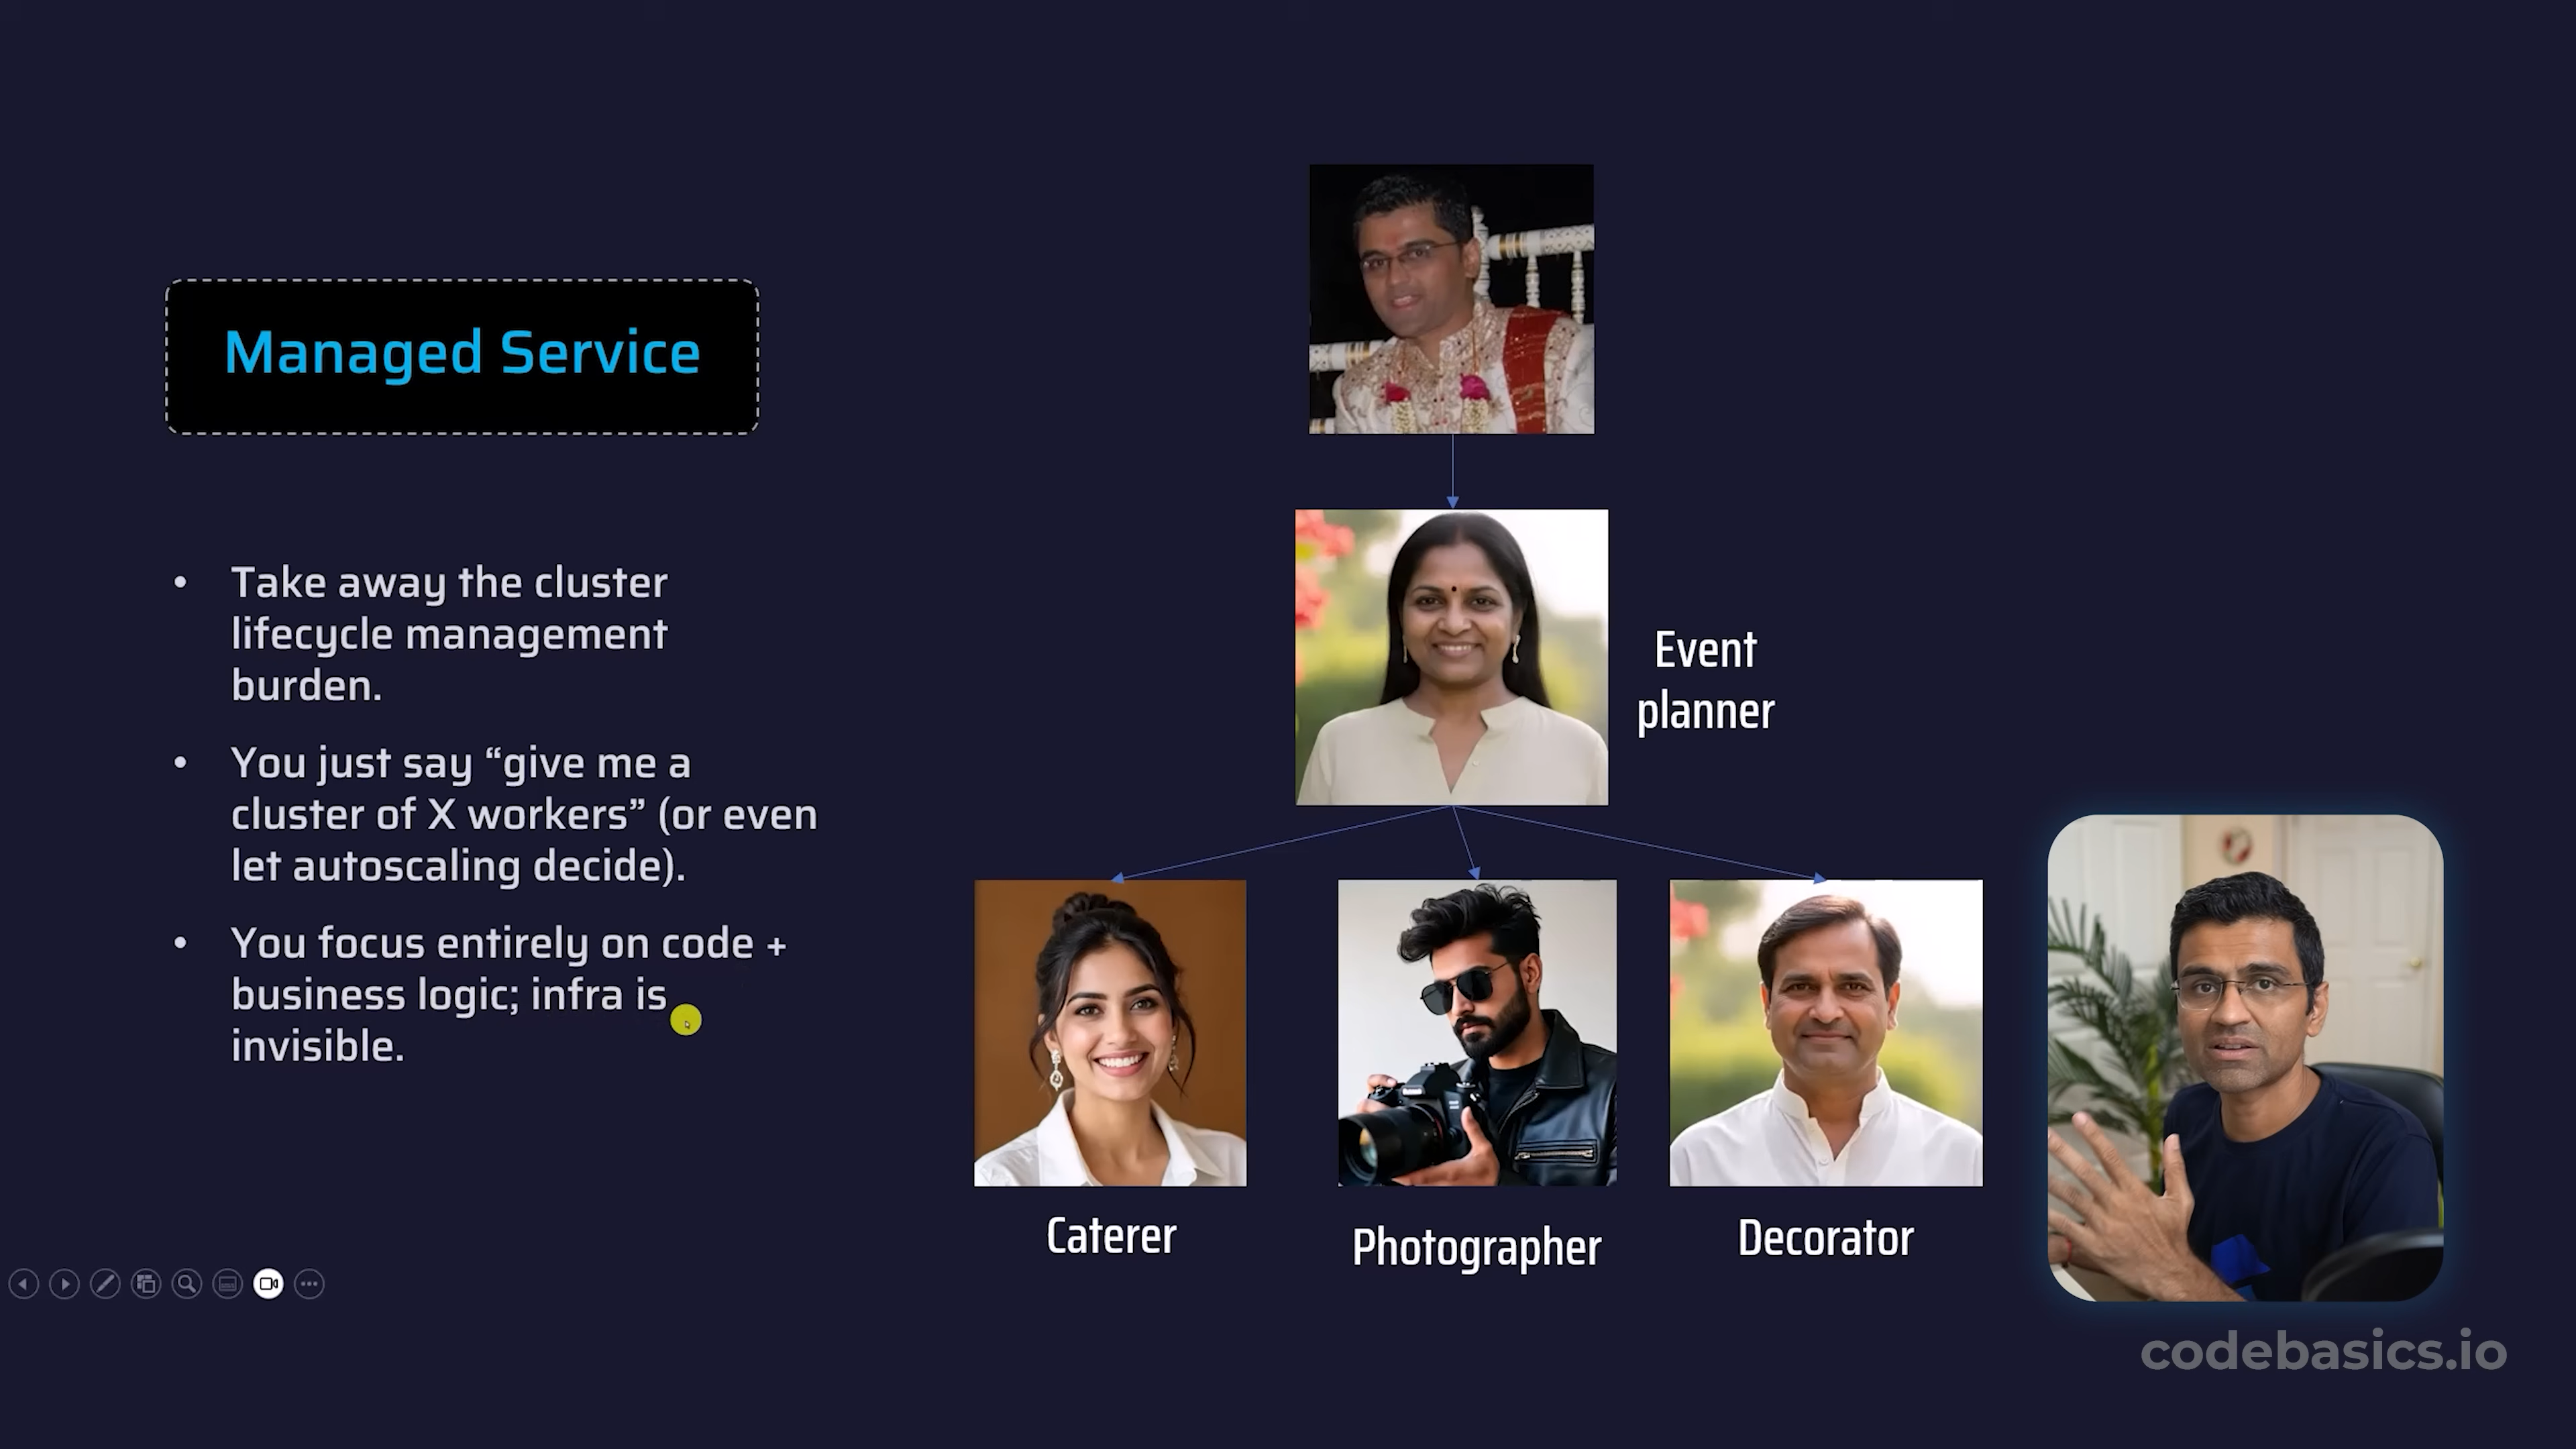 Managed Service
• Take away the cluster
lifecycle management
burden.
• You just say “give me a
cluster of X workers” (or even
let autoscaling decide).
• You focus entirely on code +
business logic; infra is
invisible.
Event
planner
Caterer
Photographer
Decorator
codebasics.io